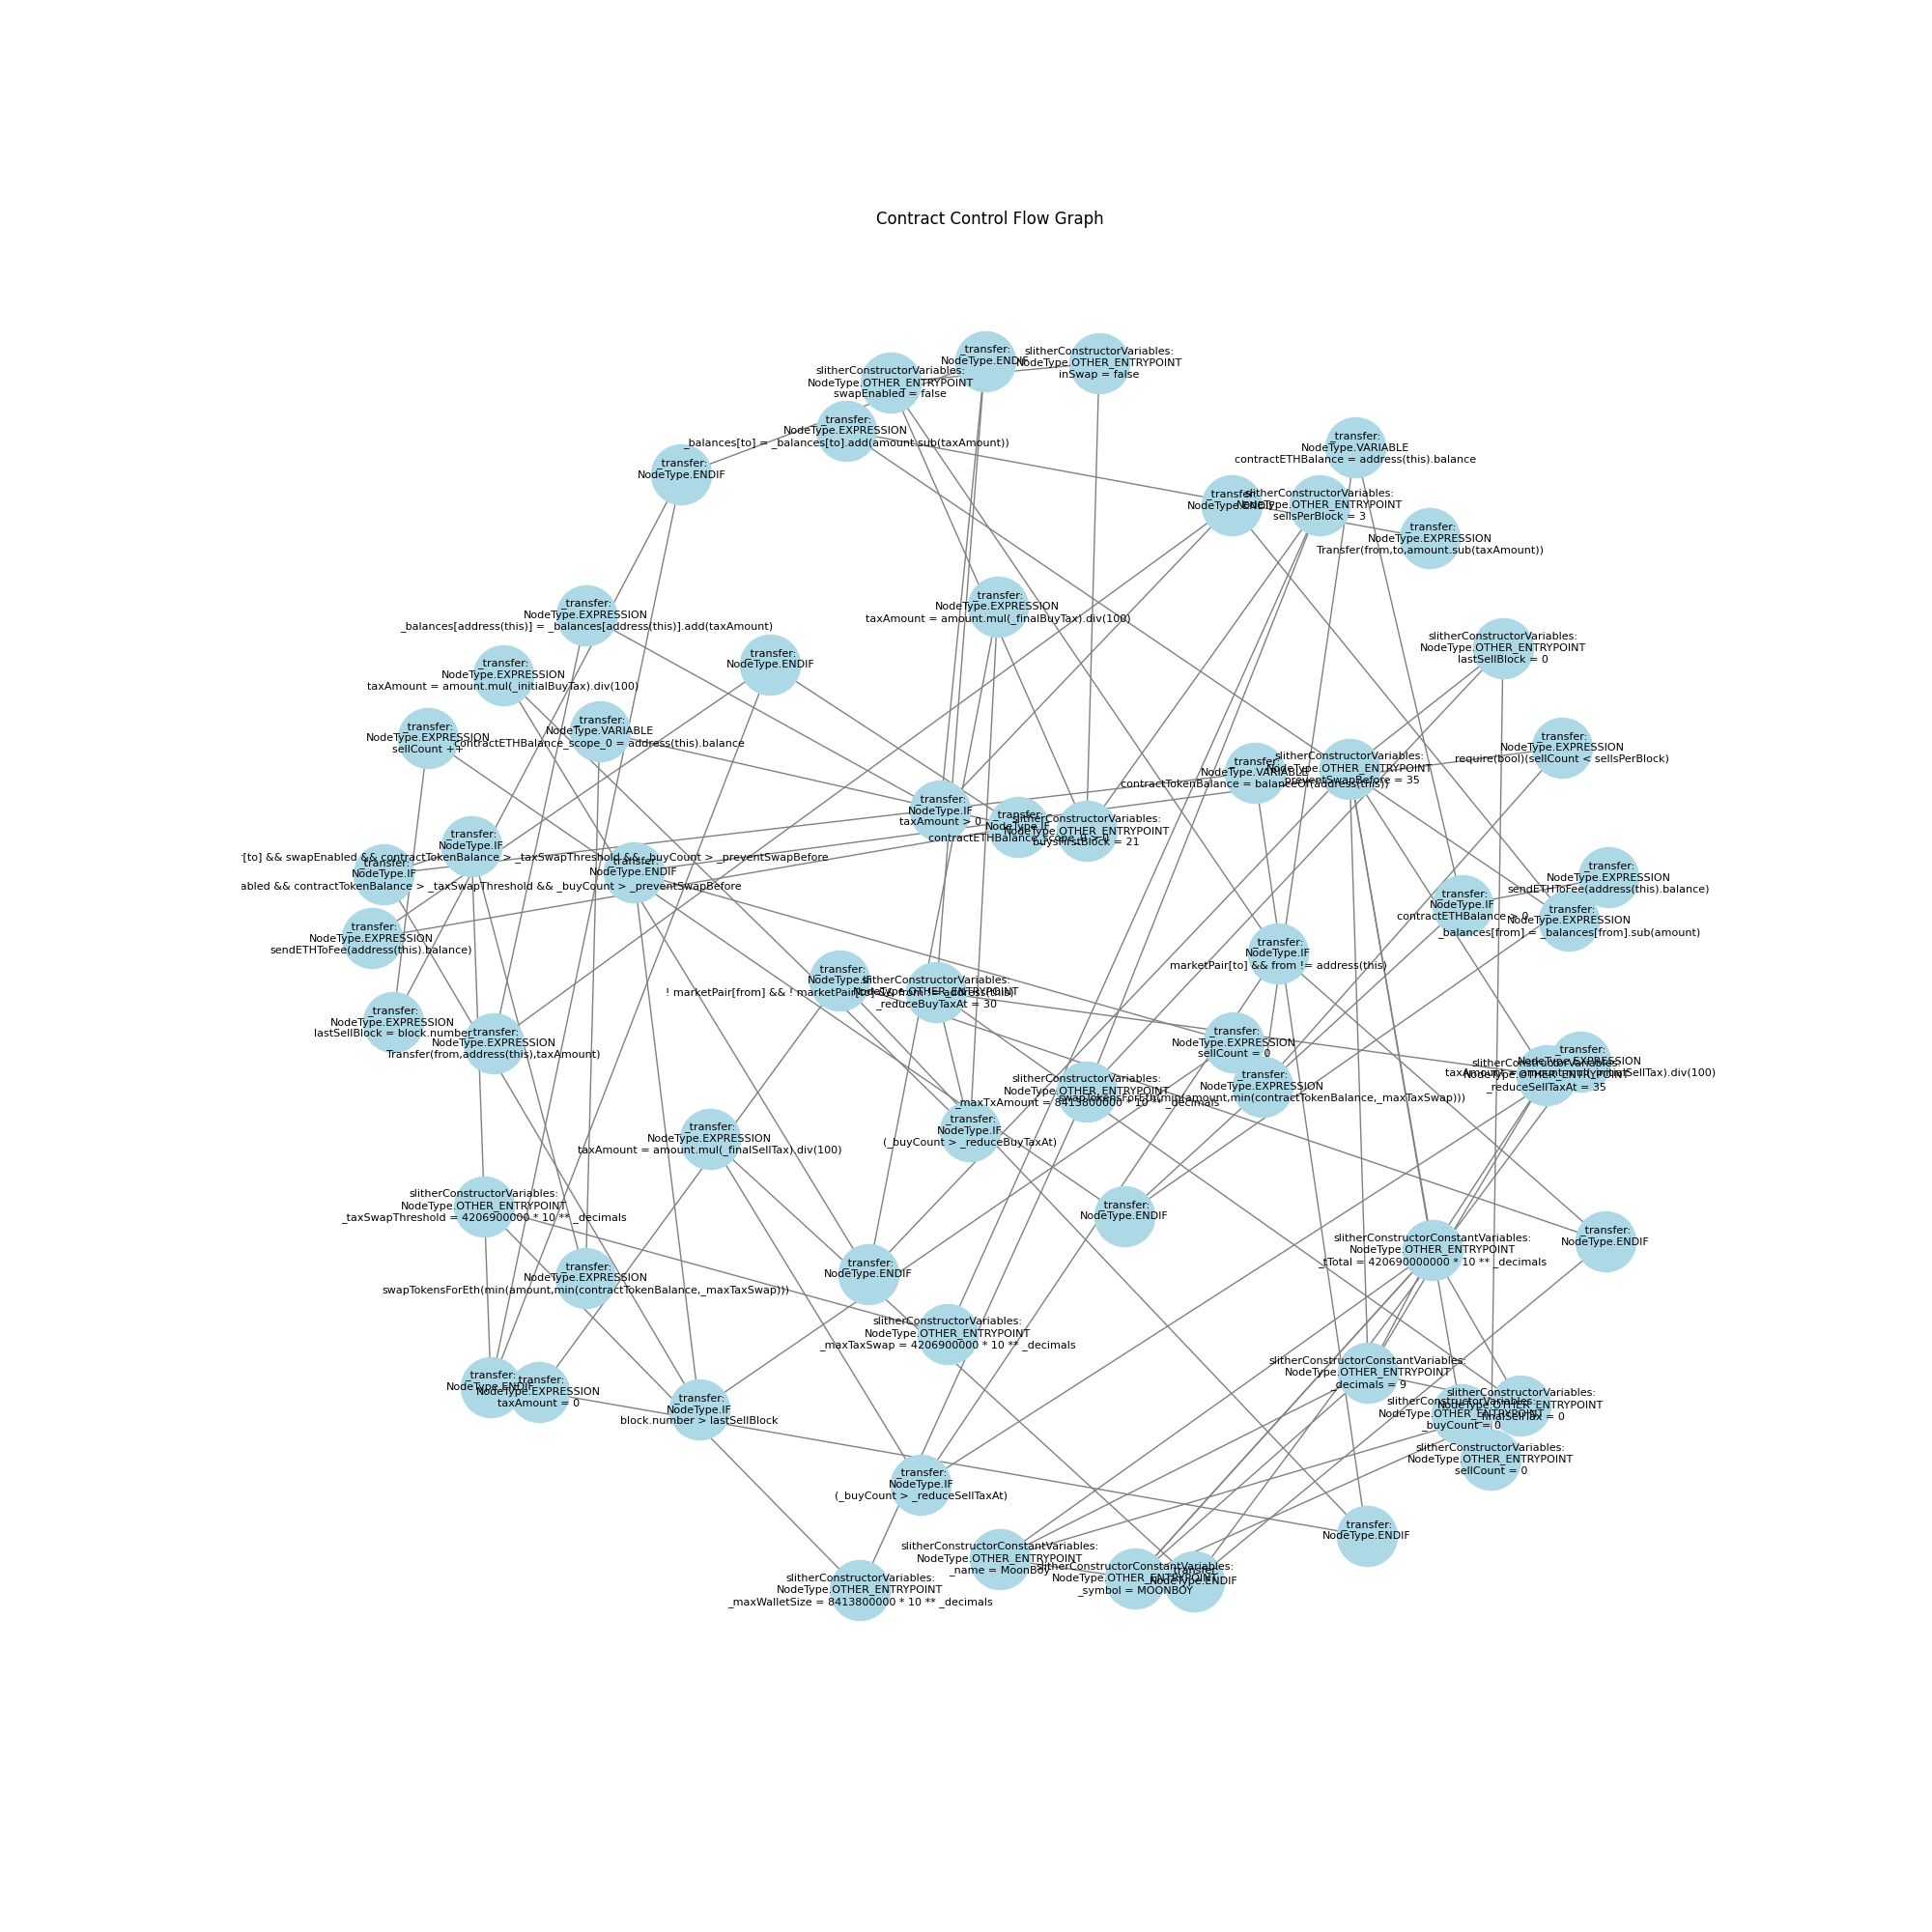 Contract Control Flow Graph
_transfer:
NodeType.ENDIF
slitherConstructorVariables:
NodeType.OTHER_ENTRYPOINT
inSwap = false
slitherConstructorVariables:
NodeType.OTHER_ENTRYPOINT
swapEnabled = false
_transfer:
NodeType.EXPRESSION
_balances[to] = _balances[to].add(amount.sub(taxAmount))
_transfer:
NodeType.VARIABLE
contractETHBalance = address(this).balance
_transfer:
NodeType.ENDIF
_transfer:
NodeType.ENDIF
slitherConstructorVariables:
NodeType.OTHER_ENTRYPOINT
sellsPerBlock = 3
_transfer:
NodeType.EXPRESSION
Transfer(from,to,amount.sub(taxAmount))
_transfer:
NodeType.EXPRESSION
taxAmount = amount.mul(_finalBuyTax).div(100)
_transfer:
NodeType.EXPRESSION
_balances[address(this)] = _balances[address(this)].add(taxAmount)
slitherConstructorVariables:
NodeType.OTHER_ENTRYPOINT
lastSellBlock = 0
_transfer:
NodeType.ENDIF
_transfer:
NodeType.EXPRESSION
taxAmount = amount.mul(_initialBuyTax).div(100)
_transfer:
NodeType.EXPRESSION
sellCount ++
_transfer:
NodeType.VARIABLE
contractETHBalance_scope_0 = address(this).balance
_transfer:
NodeType.EXPRESSION
require(bool)(sellCount < sellsPerBlock)
_transfer:
NodeType.VARIABLE
contractTokenBalance = balanceOf(address(this))
slitherConstructorVariables:
NodeType.OTHER_ENTRYPOINT
_preventSwapBefore = 35
_transfer:
NodeType.IF
taxAmount > 0
_transfer:
NodeType.IF
contractETHBalance_scope_0 > 0
slitherConstructorVariables:
NodeType.OTHER_ENTRYPOINT
buysFirstBlock = 21
_transfer:
NodeType.IF
[to] && swapEnabled && contractTokenBalance > _taxSwapThreshold && _buyCount > _preventSwapBefore
_transfer:
NodeType.IF
abled && contractTokenBalance > _taxSwapThreshold && _buyCount > _preventSwapBefore
_transfer:
NodeType.ENDIF
_transfer:
NodeType.EXPRESSION
sendETHToFee(address(this).balance)
_transfer:
NodeType.IF
contractETHBalance > 0
_transfer:
NodeType.EXPRESSION
_balances[from] = _balances[from].sub(amount)
_transfer:
NodeType.EXPRESSION
sendETHToFee(address(this).balance)
_transfer:
NodeType.IF
marketPair[to] && from != address(this)
_transfer:
NodeType.IF
! marketPair[from] && ! marketPair[to] && from != address(this)
slitherConstructorVariables:
NodeType.OTHER_ENTRYPOINT
_reduceBuyTaxAt = 30
_transfer:
NodeType.EXPRESSION
lastSellBlock = block.number
_transfer:
NodeType.EXPRESSION
Transfer(from,address(this),taxAmount)
_transfer:
NodeType.EXPRESSION
sellCount = 0
_transfer:
NodeType.EXPRESSION
taxAmount = amount.mul(_initialSellTax).div(100)
slitherConstructorVariables:
NodeType.OTHER_ENTRYPOINT
_reduceSellTaxAt = 35
_transfer:
NodeType.EXPRESSION
swapTokensForEth(min(amount,min(contractTokenBalance,_maxTaxSwap)))
slitherConstructorVariables:
NodeType.OTHER_ENTRYPOINT
_maxTxAmount = 8413800000 * 10 ** _decimals
_transfer:
NodeType.IF
(_buyCount > _reduceBuyTaxAt)
_transfer:
NodeType.EXPRESSION
taxAmount = amount.mul(_finalSellTax).div(100)
slitherConstructorVariables:
NodeType.OTHER_ENTRYPOINT
_taxSwapThreshold = 4206900000 * 10 ** _decimals
_transfer:
NodeType.ENDIF
_transfer:
NodeType.ENDIF
slitherConstructorConstantVariables:
NodeType.OTHER_ENTRYPOINT
_tTotal = 420690000000 * 10 ** _decimals
_transfer:
NodeType.ENDIF
_transfer:
NodeType.EXPRESSION
swapTokensForEth(min(amount,min(contractTokenBalance,_maxTaxSwap)))
slitherConstructorVariables:
NodeType.OTHER_ENTRYPOINT
_maxTaxSwap = 4206900000 * 10 ** _decimals
slitherConstructorConstantVariables:
NodeType.OTHER_ENTRYPOINT
_decimals = 9
_transfer:
NodeType.ENDIF
_transfer:
NodeType.EXPRESSION
taxAmount = 0
_transfer:
NodeType.IF
block.number > lastSellBlock
slitherConstructorVariables:
NodeType.OTHER_ENTRYPOINT
_finalSellTax = 0
slitherConstructorVariables:
NodeType.OTHER_ENTRYPOINT
_buyCount = 0
slitherConstructorVariables:
NodeType.OTHER_ENTRYPOINT
sellCount = 0
_transfer:
NodeType.IF
(_buyCount > _reduceSellTaxAt)
_transfer:
NodeType.ENDIF
slitherConstructorConstantVariables:
NodeType.OTHER_ENTRYPOINT
_name = MoonBoy
slitherConstructorConstantVariables:
NodeType.OTHER_ENTRYPOINT
_symbol = MOONBOY
_transfer:
NodeType.ENDIF
slitherConstructorVariables:
NodeType.OTHER_ENTRYPOINT
_maxWalletSize = 8413800000 * 10 ** _decimals